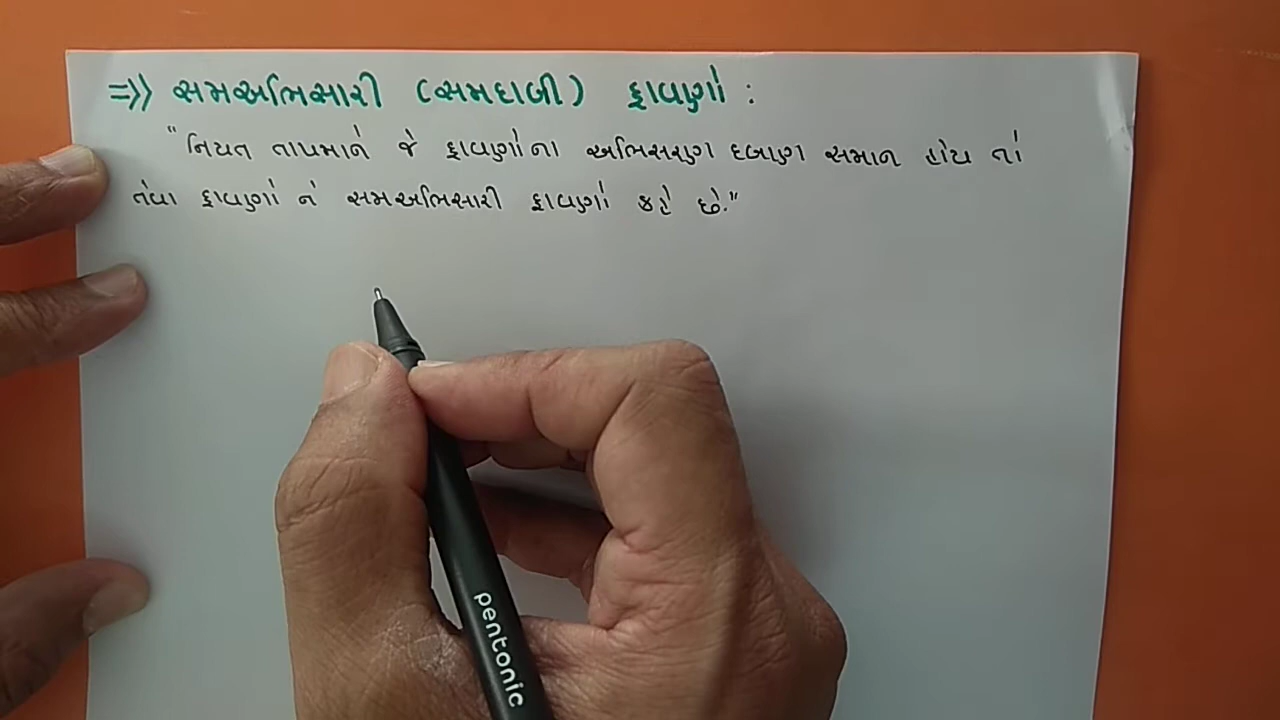 =>» સમઅભિસારી (સમદાબી) દ્રાવણો :
"નિયત તાપમાને જે દ્રાવણોના અભિસરણ દબાણ સમાન હોય તો
તેવા દ્રાવણો ને સમઅભિસારી દ્રાવણો કહે છે."
pentonic